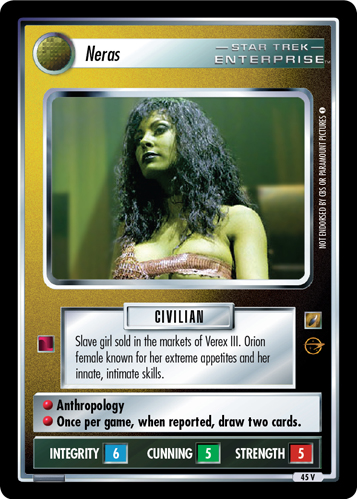 Neras
STAR TREK
ENTERPRISE™
NOT ENDORSED BY CBS OR PARAMOUNT PICTURES
CIVILIAN
Slave girl sold in the markets of Verex III. Orion
female known for her extreme appetites and her
innate, intimate skills.
Anthropology
Once per game, when reported, draw two cards.
INTEGRITY 6 CUNNING 5 STRENGTH 5
45 V